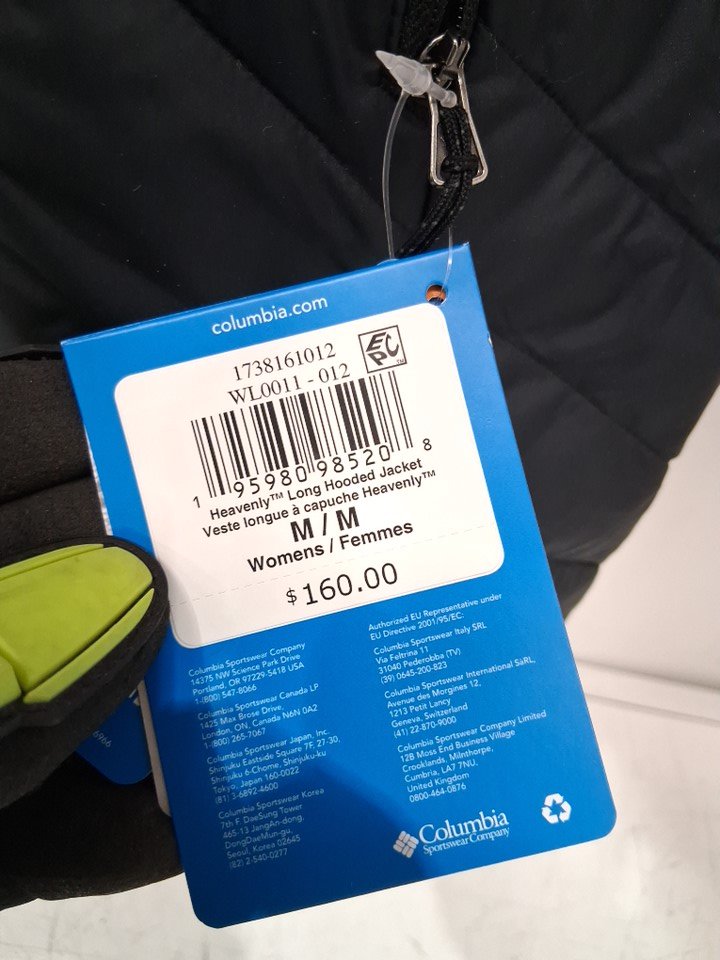 columbia.com
1738161012
WL0011 - 012
EPC™
1 95980 98520 8
Heavenly™ Long Hooded Jacket
Veste longue à capuche Heavenly™
M / M
Womens / Femmes
$160.00
Columbia Sportswear Company
14375 NW Science Park Drive
Portland, OR 97229-5418 USA
1-(800) 547-8066
Columbia Sportswear Canada LP
1425 Max Brose Drive,
London, ON, Canada N6N 0A2
1-(800) 265-7067
Columbia Sportswear Japan, Inc.
Shinjuku Eastside Square 7F, 27-30,
Shinjuku 6-Chome, Shinjuku-ku
Tokyo, Japan 160-0022
(81) 3-6892-4600
Columbia Sportswear Korea
7th F. DaeSung Tower
465-13 JangAn-dong,
DongDaeMun-gu,
Seoul, Korea 02645
(82) 2-540-0277
Authorized EU Representative under
EU Directive 2001/95/EC.
Columbia Sportswear Italy SRL
Via Feltrina 11
31040 Pederobba (TV)
(39) 0645-200-823
Columbia Sportswear International SàRL,
Avenue des Morgines 12,
1213 Petit Lancy
Geneva, Switzerland
(41) 22-870-9000
Columbia Sportswear Company Limited
12B Moss End Business Village
Crooklands, Milnthorpe,
Cumbria, LA7 7NU.
United Kingdom
0800-464-0876
Columbia
Sportswear Company